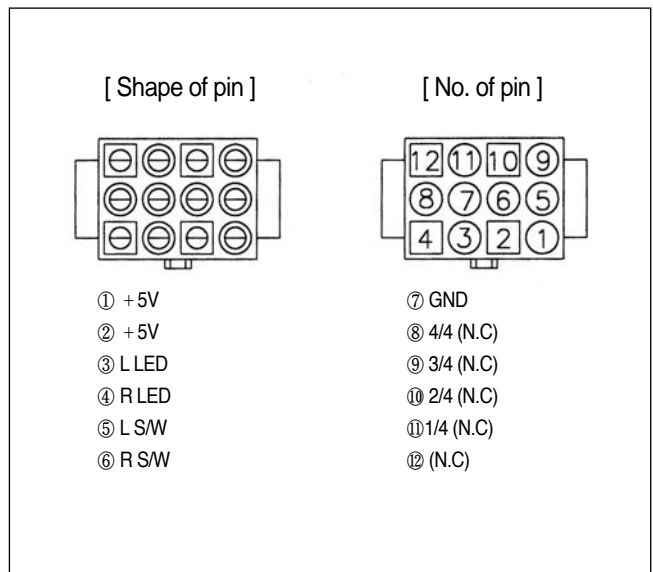 [ Shape of pin ]
[ No. of pin ]
12 11 10 9
8 7 6 5
4 3 2 1
① +5V
② +5V
③ L LED
④ R LED
⑤ L S/W
⑥ R S/W
⑦ GND
⑧ 4/4 (N.C)
⑨ 3/4 (N.C)
⑩ 2/4 (N.C)
⑪1/4 (N.C)
⑫ (N.C)